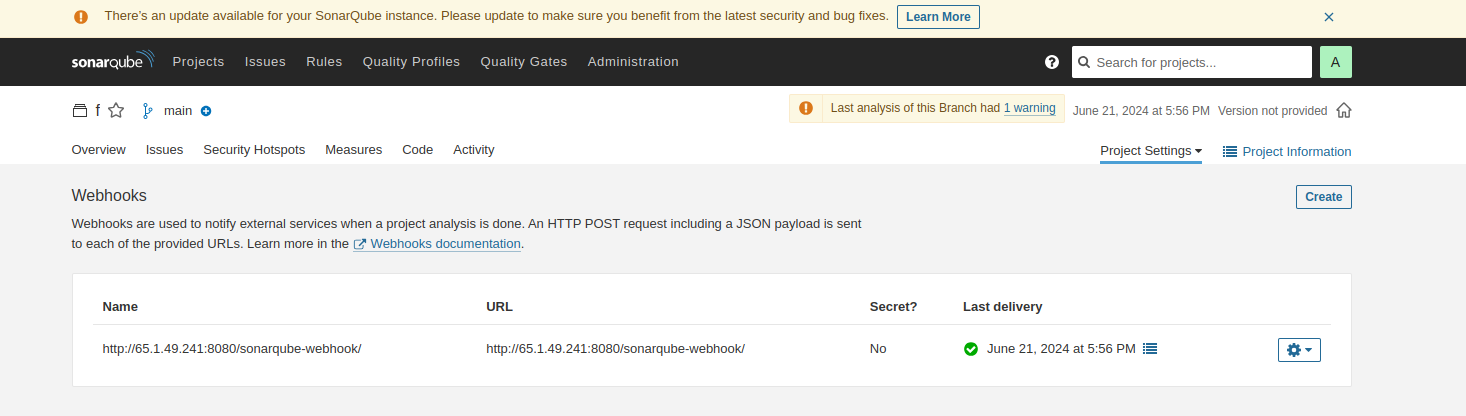 There's an update available for your SonarQube instance. Please update to make sure you benefit from the latest security and bug fixes. Learn More
sonarqube Projects Issues Rules Quality Profiles Quality Gates Administration Search for projects... A
f main Last analysis of this Branch had 1 warning June 21, 2024 at 5:56 PM Version not provided
Overview Issues Security Hotspots Measures Code Activity Project Settings Project Information
Webhooks Create
Webhooks are used to notify external services when a project analysis is done. An HTTP POST request including a JSON payload is sent
to each of the provided URLs. Learn more in the Webhooks documentation.
Name URL Secret? Last delivery
http://65.1.49.241:8080/sonarqube-webhook/ http://65.1.49.241:8080/sonarqube-webhook/ No June 21, 2024 at 5:56 PM